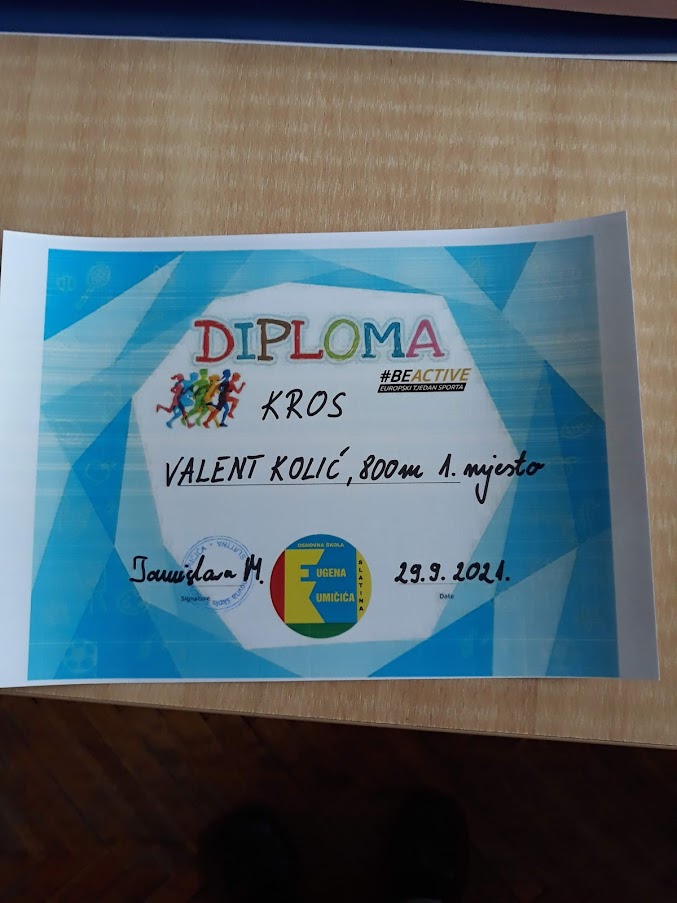 DIPLOMA
#BEACTIVE
EUROPSKI TJEDAN SPORTA
KROS
VALENT KOLIĆ, 800m 1. mjesto
OSNOVNA ŠKOLA
EUGENA
KUMIČIĆA
SLATINA
29.9.2021.
Signature
Date